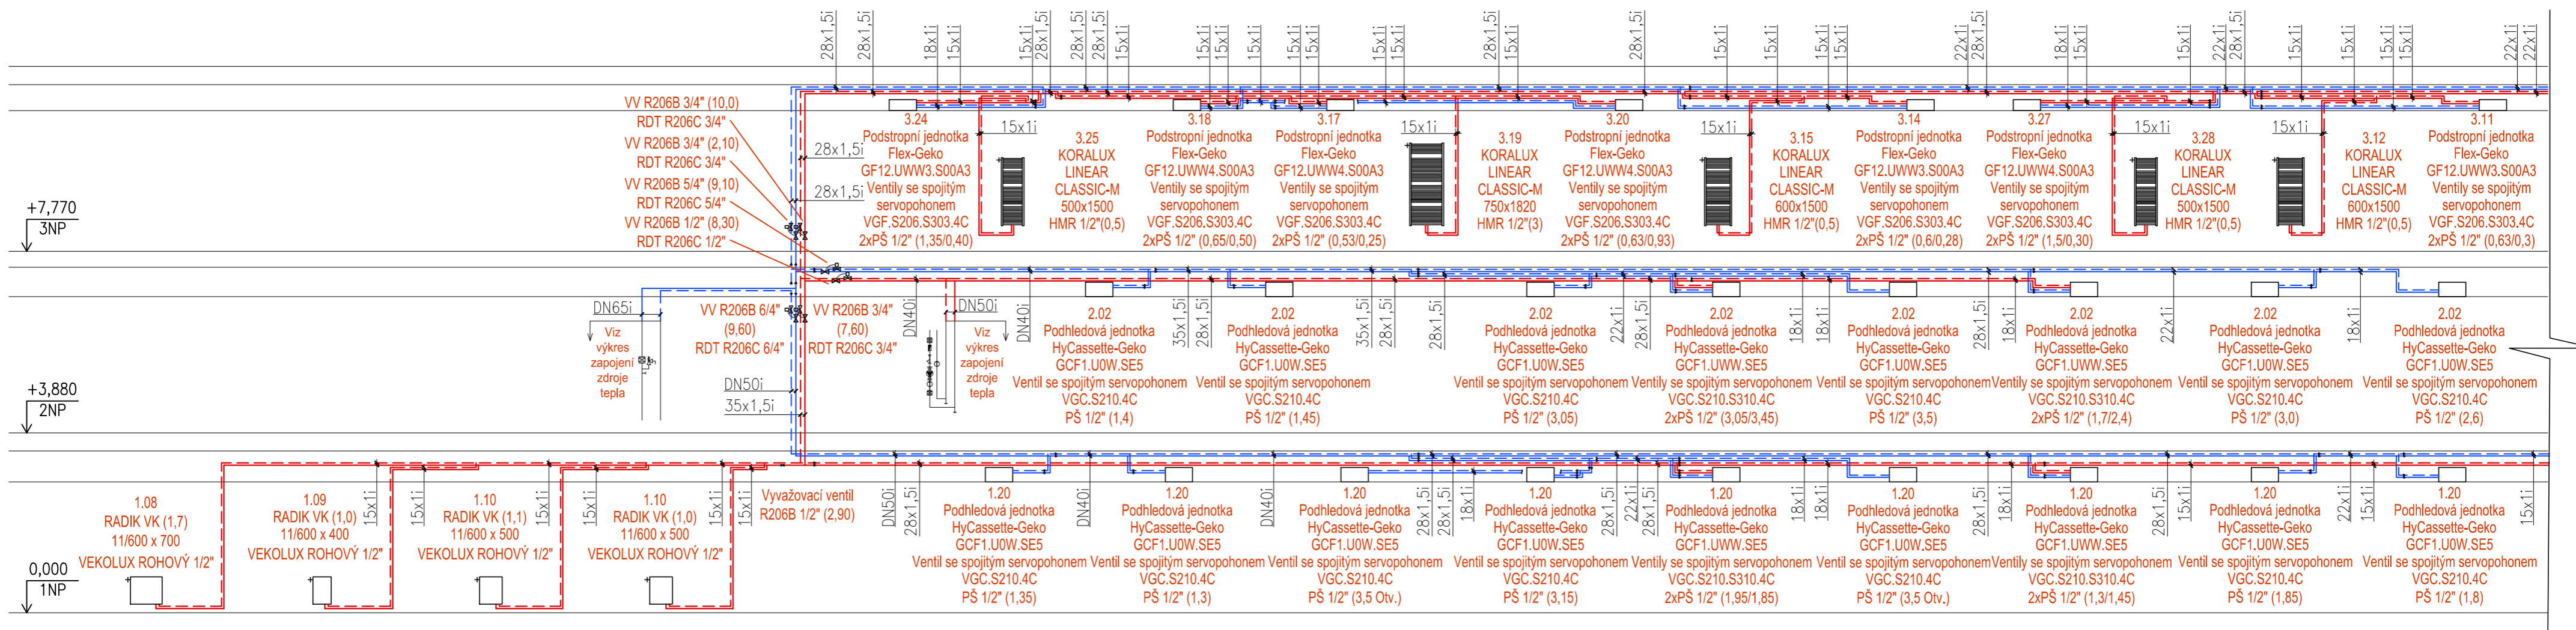 28x1,5i
28x1,5i
18x1i
15x1i
15x1i
28x1,5i
28x1,5i
28x1,5i
15x1i
15x1i
15x1i
15x1i
15x1i
15x1i
15x1i
15x1i
28x1,5i
15x1i
28x1,5i
15x1i
15x1i
15x1i
15x1i
22x1i
28x1,5i
18x1i
15x1i
15x1i
22x1i
28x1,5i
15x1i
15x1i
15x1i
15x1i
22x1i
22x1i
VV R206B 3/4" (10,0)
RDT R206C 3/4"
VV R206B 3/4" (2,10)
RDT R206C 3/4"
VV R206B 5/4" (9,10)
RDT R206C 5/4"
VV R206B 1/2" (8,30)
RDT R206C 1/2"
28x1,5i
28x1,5i
+7,770
3NP
3.24
Podstropní jednotka
Flex-Geko
GF12.UWW3.S00A3
Ventily se spojitým
servopohonem
VGF.S206.S303.4C
2xPŠ 1/2" (1,35/0,40)
15x1i
3.25
KORALUX
LINEAR
CLASSIC-M
500x1500
HMR 1/2"(0,5)
3.18
Podstropní jednotka
Flex-Geko
GF12.UWW4.S00A3
Ventily se spojitým
servopohonem
VGF.S206.S303.4C
2xPŠ 1/2" (0,65/0,50)
3.17
Podstropní jednotka
Flex-Geko
GF12.UWW4.S00A3
Ventily se spojitým
servopohonem
VGF.S206.S303.4C
2xPŠ 1/2" (0,53/0,25)
15x1i
3.19
KORALUX
LINEAR
CLASSIC-M
750x1820
HMR 1/2"(3)
3.20
Podstropní jednotka
Flex-Geko
GF12.UWW4.S00A3
Ventily se spojitým
servopohonem
VGF.S206.S303.4C
2xPŠ 1/2" (0,63/0,93)
15x1i
3.15
KORALUX
LINEAR
CLASSIC-M
600x1500
HMR 1/2"(0,5)
3.14
Podstropní jednotka
Flex-Geko
GF12.UWW3.S00A3
Ventily se spojitým
servopohonem
VGF.S206.S303.4C
2xPŠ 1/2" (0,6/0,28)
3.27
Podstropní jednotka
Flex-Geko
GF12.UWW4.S00A3
Ventily se spojitým
servopohonem
VGF.S206.S303.4C
2xPŠ 1/2" (1,5/0,30)
15x1i
3.28
KORALUX
LINEAR
CLASSIC-M
500x1500
HMR 1/2"(0,5)
15x1i
3.12
KORALUX
LINEAR
CLASSIC-M
600x1500
HMR 1/2"(0,5)
3.11
Podstropní jednotka
Flex-Geko
GF12.UWW3.S00A3
Ventily se spojitým
servopohonem
VGF.S206.S303.4C
2xPŠ 1/2" (0,63/0,3)
DN65i
Viz
výkres
zapojení
zdroje
tepla
VV R206B 6/4"
(9,60)
RDT R206C 6/4"
VV R206B 3/4"
(7,60)
RDT R206C 3/4"
DN50i
35x1,5i
DN40i
DN50i
Viz
výkres
zapojení
zdroje
tepla
DN40i
35x1,5i
28x1,5i
35x1,5i
28x1,5i
28x1,5i
22x1i
28x1,5i
18x1i
18x1i
28x1,5i
18x1i
22x1i
18x1i
+3,880
2NP
2.02
Podhledová jednotka
HyCassette-Geko
GCF1.U0W.SE5
Ventil se spojitým servopohonem
VGC.S210.4C
PŠ 1/2" (1,4)
2.02
Podhledová jednotka
HyCassette-Geko
GCF1.U0W.SE5
Ventil se spojitým servopohonem
VGC.S210.4C
PŠ 1/2" (1,45)
2.02
Podhledová jednotka
HyCassette-Geko
GCF1.U0W.SE5
Ventil se spojitým servopohonem
VGC.S210.4C
PŠ 1/2" (3,05)
2.02
Podhledová jednotka
HyCassette-Geko
GCF1.UWW.SE5
Ventily se spojitým servopohonem
VGC.S210.S310.4C
2xPŠ 1/2" (3,05/3,45)
2.02
Podhledová jednotka
HyCassette-Geko
GCF1.U0W.SE5
Ventil se spojitým servopohonem
VGC.S210.4C
PŠ 1/2" (3,5)
2.02
Podhledová jednotka
HyCassette-Geko
GCF1.UWW.SE5
Ventily se spojitým servopohonem
VGC.S210.S310.4C
2xPŠ 1/2" (1,7/2,4)
2.02
Podhledová jednotka
HyCassette-Geko
GCF1.U0W.SE5
Ventil se spojitým servopohonem
VGC.S210.4C
PŠ 1/2" (3,0)
2.02
Podhledová jednotka
HyCassette-Geko
GCF1.U0W.SE5
Ventil se spojitým servopohonem
VGC.S210.4C
PŠ 1/2" (2,6)
0,000
1NP
1.08
RADIK VK (1,7)
11/600 x 700
VEKOLUX ROHOVÝ 1/2"
1.09
RADIK VK (1,0)
11/600 x 400
VEKOLUX ROHOVÝ 1/2"
15x1i
15x1i
1.10
RADIK VK (1,1)
11/600 x 500
VEKOLUX ROHOVÝ 1/2"
15x1i
15x1i
1.10
RADIK VK (1,0)
11/600 x 500
VEKOLUX ROHOVÝ 1/2"
15x1i
15x1i
Vyvažovací ventil
R206B 1/2" (2,90)
DN50i
28x1,5i
DN40i
DN40i
28x1,5i
28x1,5i
18x1i
28x1,5i
22x1i
28x1,5i
18x1i
18x1i
28x1,5i
18x1i
28x1,5i
15x1i
22x1i
15x1i
15x1i
1.20
Podhledová jednotka
HyCassette-Geko
GCF1.U0W.SE5
Ventil se spojitým servopohonem
VGC.S210.4C
PŠ 1/2" (1,35)
1.20
Podhledová jednotka
HyCassette-Geko
GCF1.U0W.SE5
Ventil se spojitým servopohonem
VGC.S210.4C
PŠ 1/2" (1,3)
1.20
Podhledová jednotka
HyCassette-Geko
GCF1.U0W.SE5
Ventil se spojitým servopohonem
VGC.S210.4C
PŠ 1/2" (3,5 Otv.)
1.20
Podhledová jednotka
HyCassette-Geko
GCF1.U0W.SE5
Ventil se spojitým servopohonem
VGC.S210.4C
PŠ 1/2" (3,15)
1.20
Podhledová jednotka
HyCassette-Geko
GCF1.UWW.SE5
Ventily se spojitým servopohonem
VGC.S210.S310.4C
2xPŠ 1/2" (1,95/1,85)
1.20
Podhledová jednotka
HyCassette-Geko
GCF1.U0W.SE5
Ventil se spojitým servopohonem
VGC.S210.4C
PŠ 1/2" (3,5 Otv.)
1.20
Podhledová jednotka
HyCassette-Geko
GCF1.UWW.SE5
Ventily se spojitým servopohonem
VGC.S210.S310.4C
2xPŠ 1/2" (1,3/1,45)
1.20
Podhledová jednotka
HyCassette-Geko
GCF1.U0W.SE5
Ventil se spojitým servopohonem
VGC.S210.4C
PŠ 1/2" (1,85)
1.20
Podhledová jednotka
HyCassette-Geko
GCF1.U0W.SE5
Ventil se spojitým servopohonem
VGC.S210.4C
PŠ 1/2" (1,8)